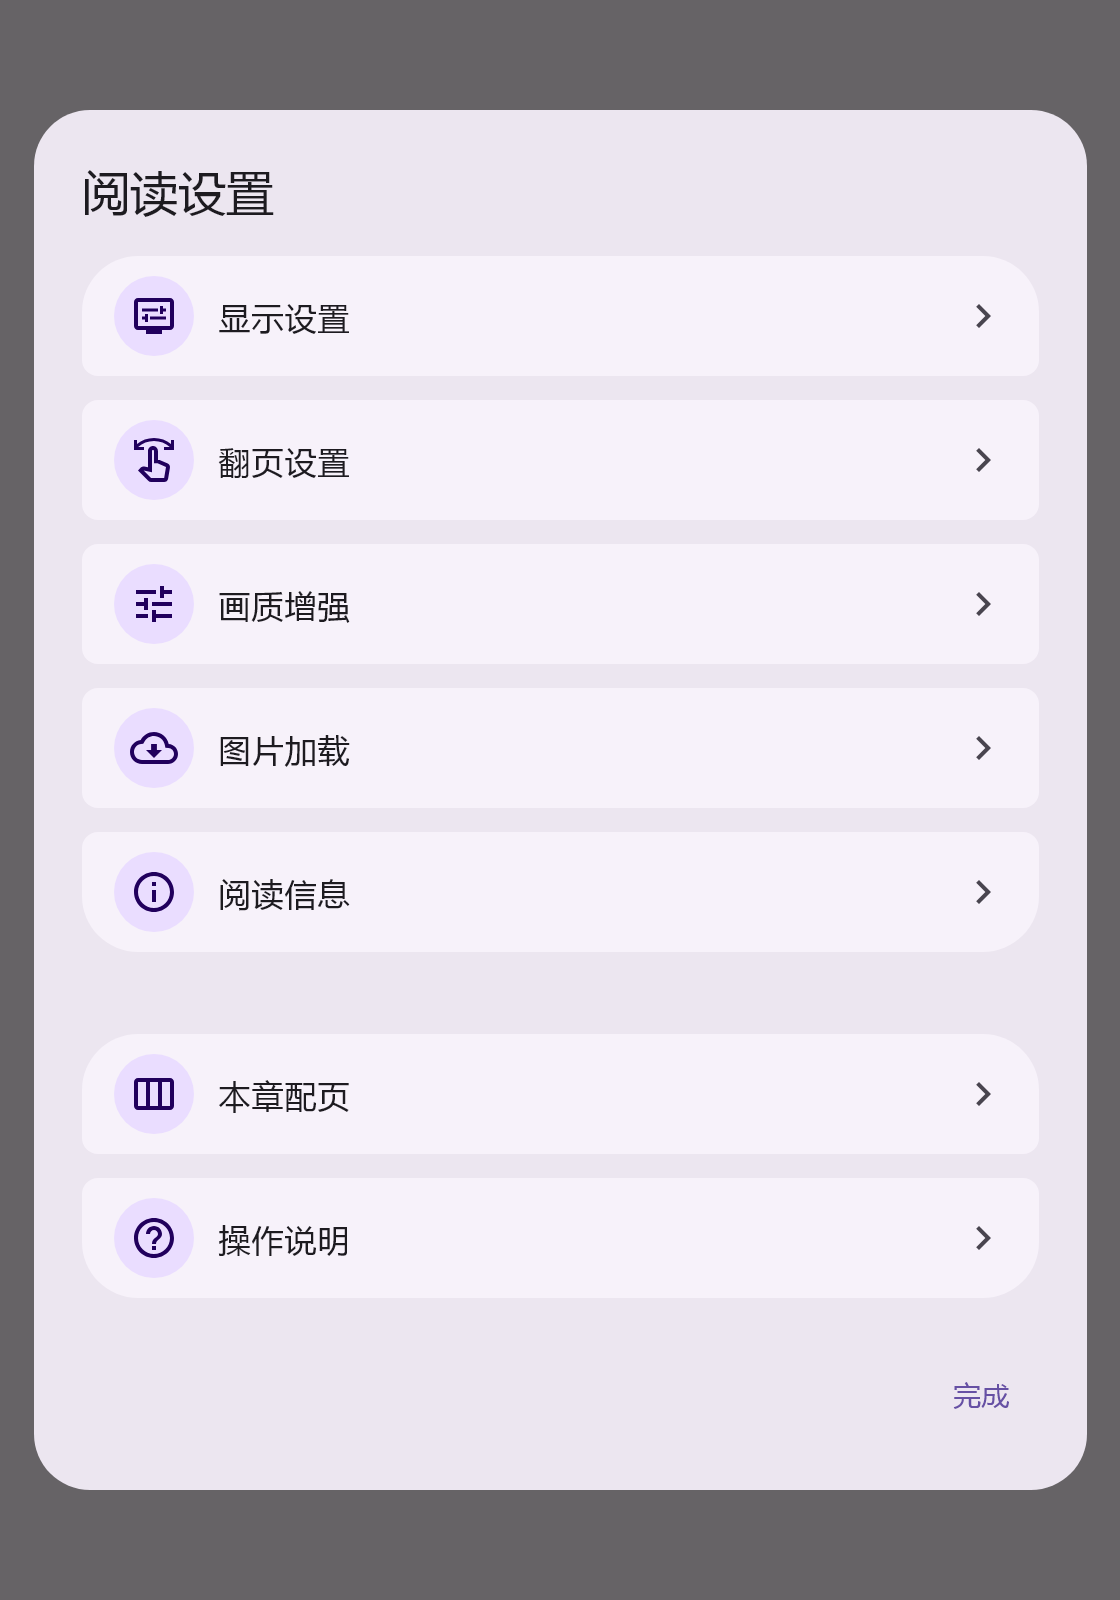 阅读设置
显示设置
翻页设置
画质增强
图片加载
阅读信息
本章配页
操作说明
完成